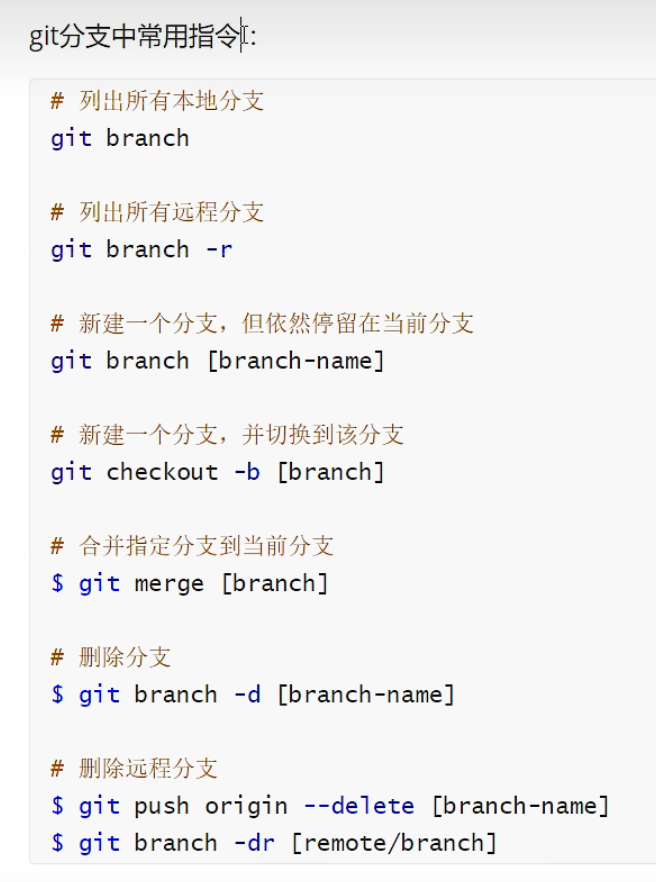 git分支中常用指令:
# 列出所有本地分支
git branch
# 列出所有远程分支
git branch -r
# 新建一个分支，但依然停留在当前分支
git branch [branch-name]
# 新建一个分支，并切换到该分支
git checkout -b [branch]
# 合并指定分支到当前分支
$ git merge [branch]
# 删除分支
$ git branch -d [branch-name]
# 删除远程分支
$ git push origin --delete [branch-name]
$ git branch -dr [remote/branch]